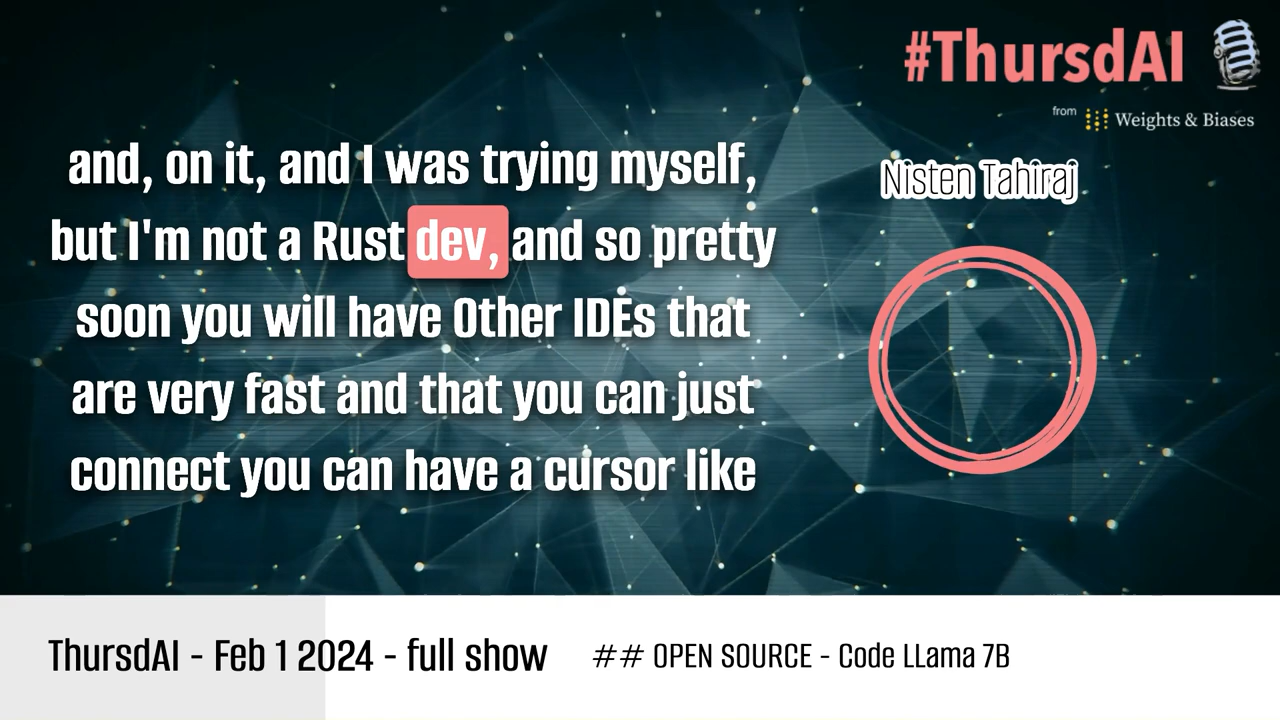 #ThursdAI
from Weights & Biases
Nisten Tahiraj
and, on it, and I was trying myself,
but I'm not a Rust dev, and so pretty
soon you will have Other IDEs that
are very fast and that you can just
connect you can have a cursor like
ThursdAI - Feb 1 2024 - full show
## OPEN SOURCE - Code LLama 7B